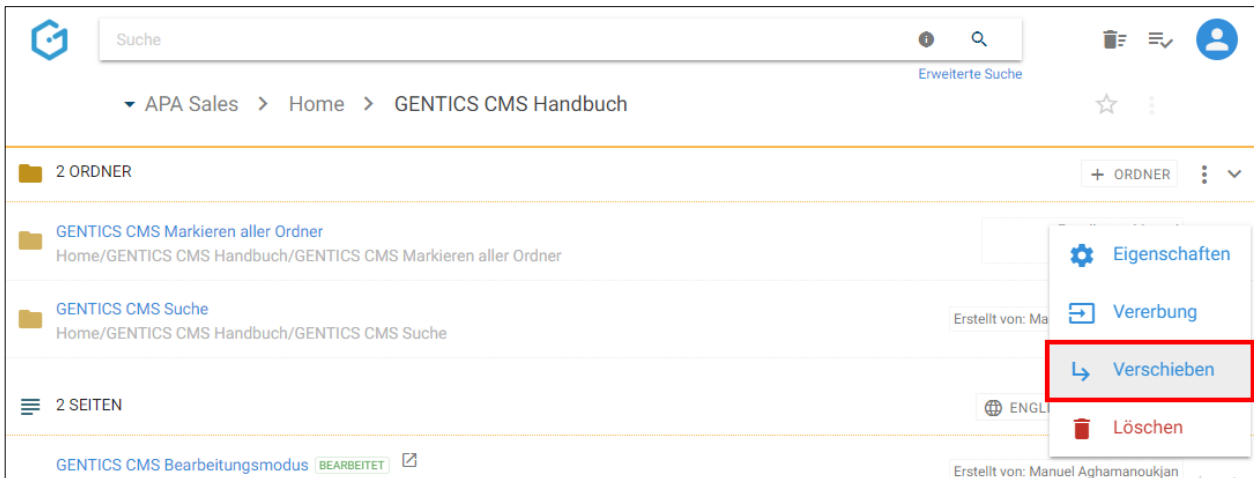 Suche
Erweiterte Suche
APA Sales > Home > GENTICS CMS Handbuch
2 ORDNER
+ ORDNER
GENTICS CMS Markieren aller Ordner
Home/GENTICS CMS Handbuch/GENTICS CMS Markieren aller Ordner
Eigenschaften
GENTICS CMS Suche
Home/GENTICS CMS Handbuch/GENTICS CMS Suche
Erstellt von: Ma
Vererbung
Verschieben
2 SEITEN
ENGLI
Löschen
GENTICS CMS Bearbeitungsmodus BEARBEITET
Erstellt von: Manuel Aghamanoukjan